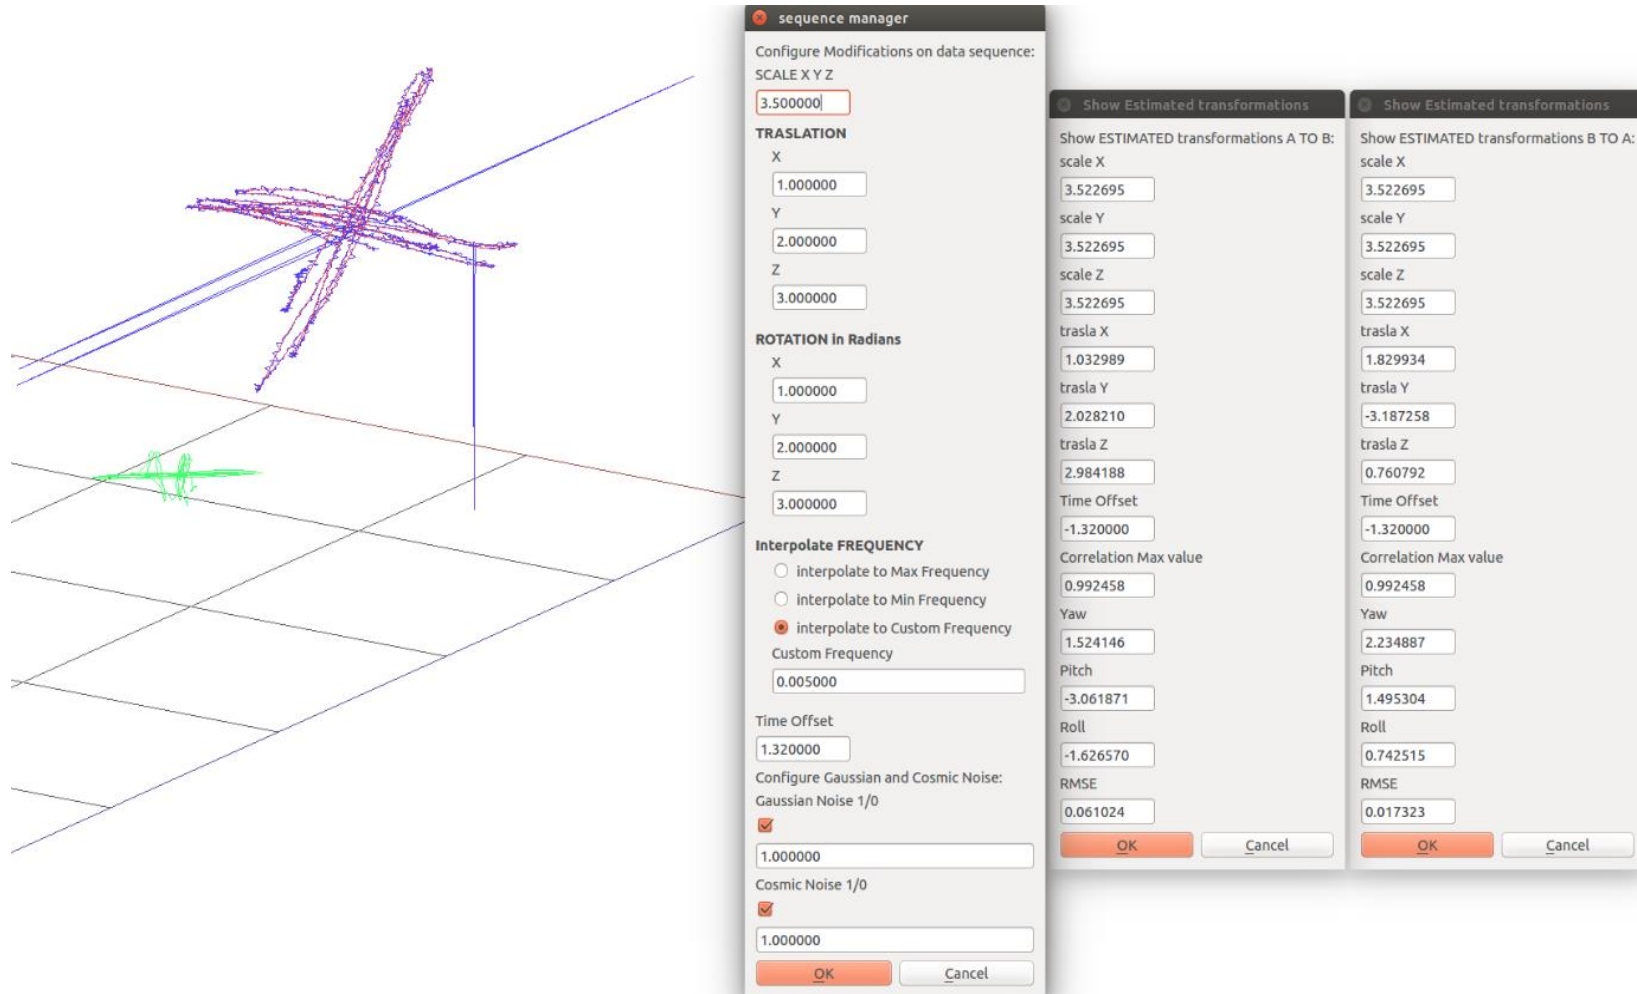 sequence manager
Configure Modifications on data sequence:
SCALE X Y Z
3.500000
TRASLATION
X
1.000000
Y
2.000000
Z
3.000000
ROTATION in Radians
X
1.000000
Y
2.000000
Z
3.000000
Interpolate FREQUENCY
interpolate to Max Frequency
interpolate to Min Frequency
interpolate to Custom Frequency
Custom Frequency
0.005000
Time Offset
1.320000
Configure Gaussian and Cosmic Noise:
Gaussian Noise 1/0
1.000000
Cosmic Noise 1/0
1.000000
OK Cancel
Show Estimated transformations
Show ESTIMATED transformations A TO B:
scale X
3.522695
scale Y
3.522695
scale Z
3.522695
trasla X
1.032989
trasla Y
2.028210
trasla Z
2.984188
Time Offset
-1.320000
Correlation Max value
0.992458
Yaw
1.524146
Pitch
-3.061871
Roll
-1.626570
RMSE
0.061024
OK Cancel
Show Estimated transformations
Show ESTIMATED transformations B TO A:
scale X
3.522695
scale Y
3.522695
scale Z
3.522695
trasla X
1.829934
trasla Y
-3.187258
trasla Z
0.760792
Time Offset
-1.320000
Correlation Max value
0.992458
Yaw
2.234887
Pitch
1.495304
Roll
0.742515
RMSE
0.017323
OK Cancel